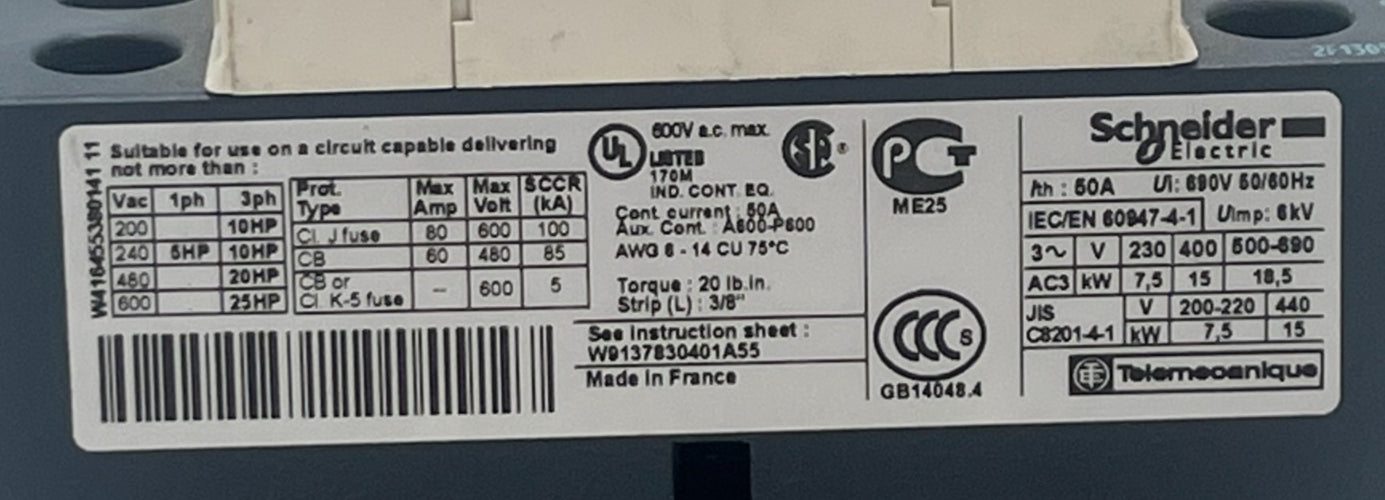 W41645538014​1 11
Suitable for use on a circuit capable delivering
not more than :
Vac 1ph 3ph
200 10HP
240 5HP 10HP
480 20HP
600 25HP
Prot. Type Max Amp Max Volt SCCR (kA)
Cl. J fuse 80 600 100
CB 60 480 85
CB or
Cl. K-5 fuse — 600 5
UL 600V a.c. max.
LISTED
170M
IND. CONT. EQ.
Cont. current : 50A
Aux. Cont. : A600-P600
AWG 6 - 14 CU 75°C
Torque : 20 lb.in.
Strip (L) : 3/8"
See instruction sheet :
W9137830401A55
Made in France
PCT
ME25
CCC S
GB14048.4
Schneider
Electric
Ith : 50A Ui: 690V 50/60Hz
IEC/EN 60947-4-1 Uimp: 6kV
3~ V 230 400 500-690
AC3 kW 7,5 15 18,5
JIS V 200-220 440
C8201-4-1 kW 7,5 15
Telemecanique